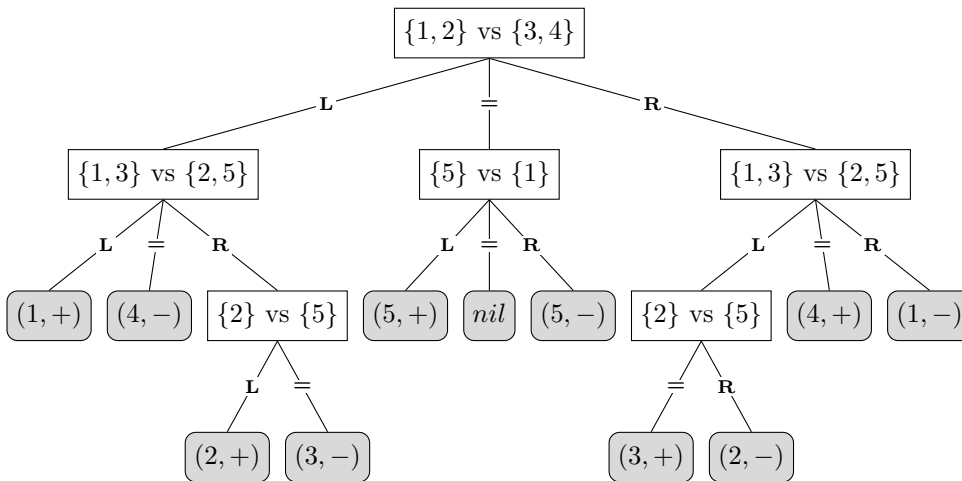 {1, 2} vs {3, 4}
L = R
{1, 3} vs {2, 5} {5} vs {1} {1, 3} vs {2, 5}
L = R L = R L = R
(1, +) (4, −) {2} vs {5} (5, +) nil (5, −) {2} vs {5} (4, +) (1, −)
L = = R
(2, +) (3, −) (3, +) (2, −)